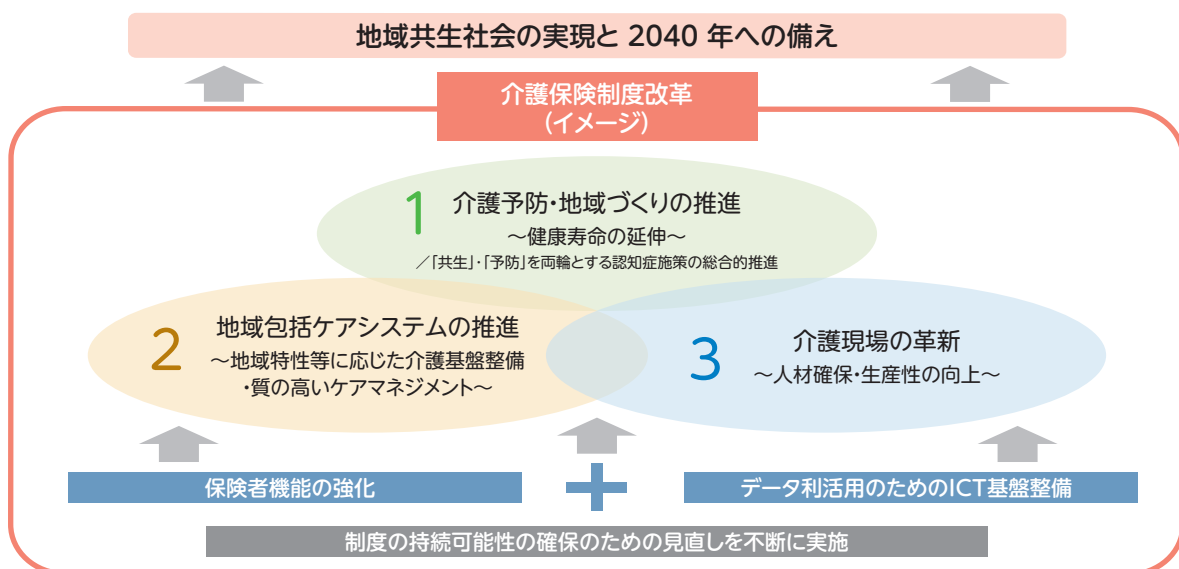 地域共生社会の実現と 2040 年への備え
介護保険制度改革
(イメージ)
1
介護予防・地域づくりの推進
〜健康寿命の延伸〜
／「共生」・「予防」を両輪とする認知症施策の総合的推進
2
地域包括ケアシステムの推進
〜地域特性等に応じた介護基盤整備
・質の高いケアマネジメント〜
3
介護現場の革新
〜人材確保・生産性の向上〜
保険者機能の強化
データ利活用のためのICT基盤整備
制度の持続可能性の確保のための見直しを不断に実施